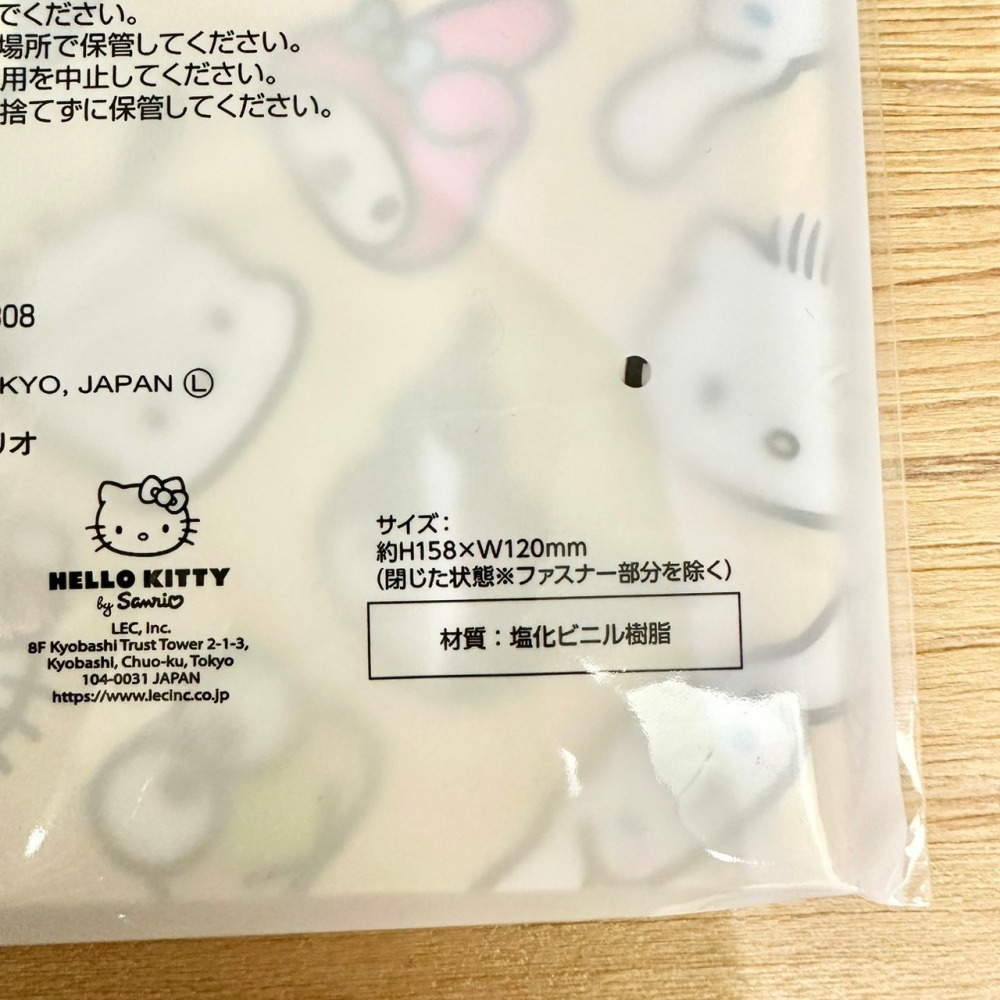 でください。
場所で保管してください。
用を中止してください。
捨てずに保管してください。
808
KYO, JAPAN Ⓛ
リオ
HELLO KITTY
by Sanrio
LEC, Inc.
8F Kyobashi Trust Tower 2-1-3,
Kyobashi, Chuo-ku, Tokyo
104-0031 JAPAN
https://www.lecinc.co.jp
サイズ：
約H158×W120mm
（閉じた状態※ファスナー部分を除く）
材質：塩化ビニル樹脂